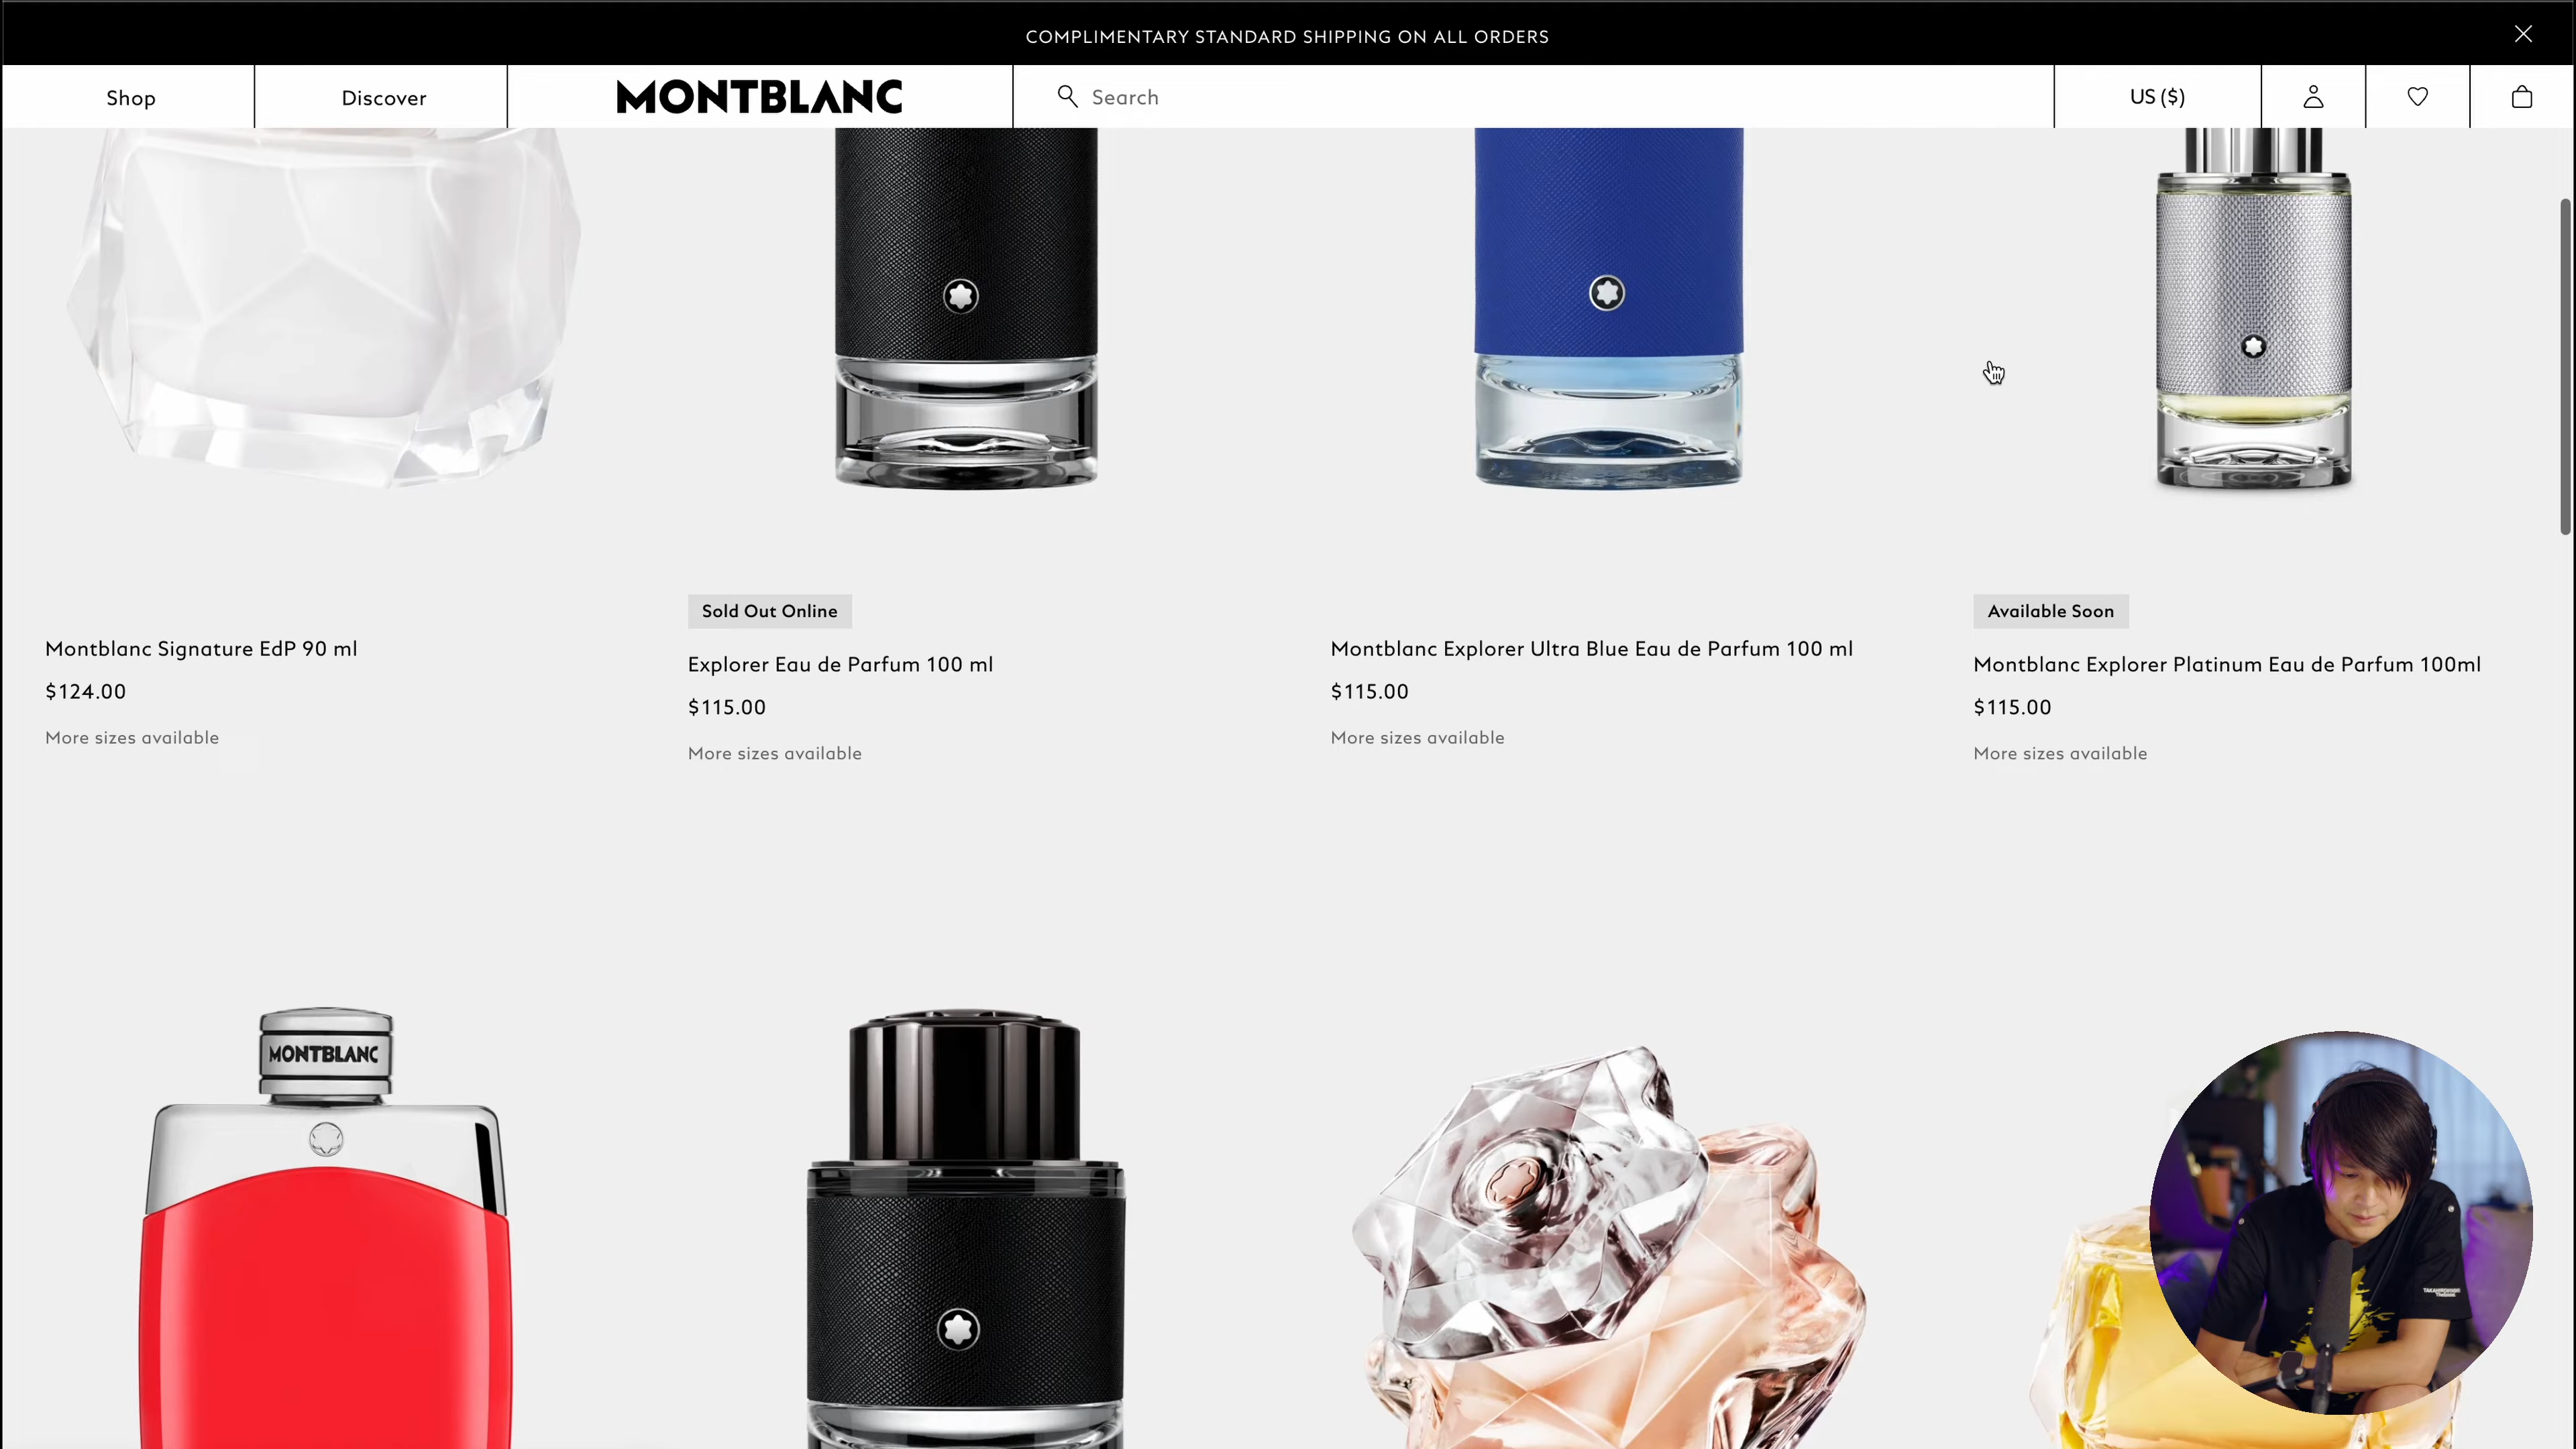 COMPLIMENTARY STANDARD SHIPPING ON ALL ORDERS
Shop
Discover
MONTBLANC
Search
US ($)
Montblanc Signature EdP 90 ml
$124.00
More sizes available
Sold Out Online
Explorer Eau de Parfum 100 ml
$115.00
More sizes available
Montblanc Explorer Ultra Blue Eau de Parfum 100 ml
$115.00
More sizes available
Available Soon
Montblanc Explorer Platinum Eau de Parfum 100ml
$115.00
More sizes available
MONTBLANC